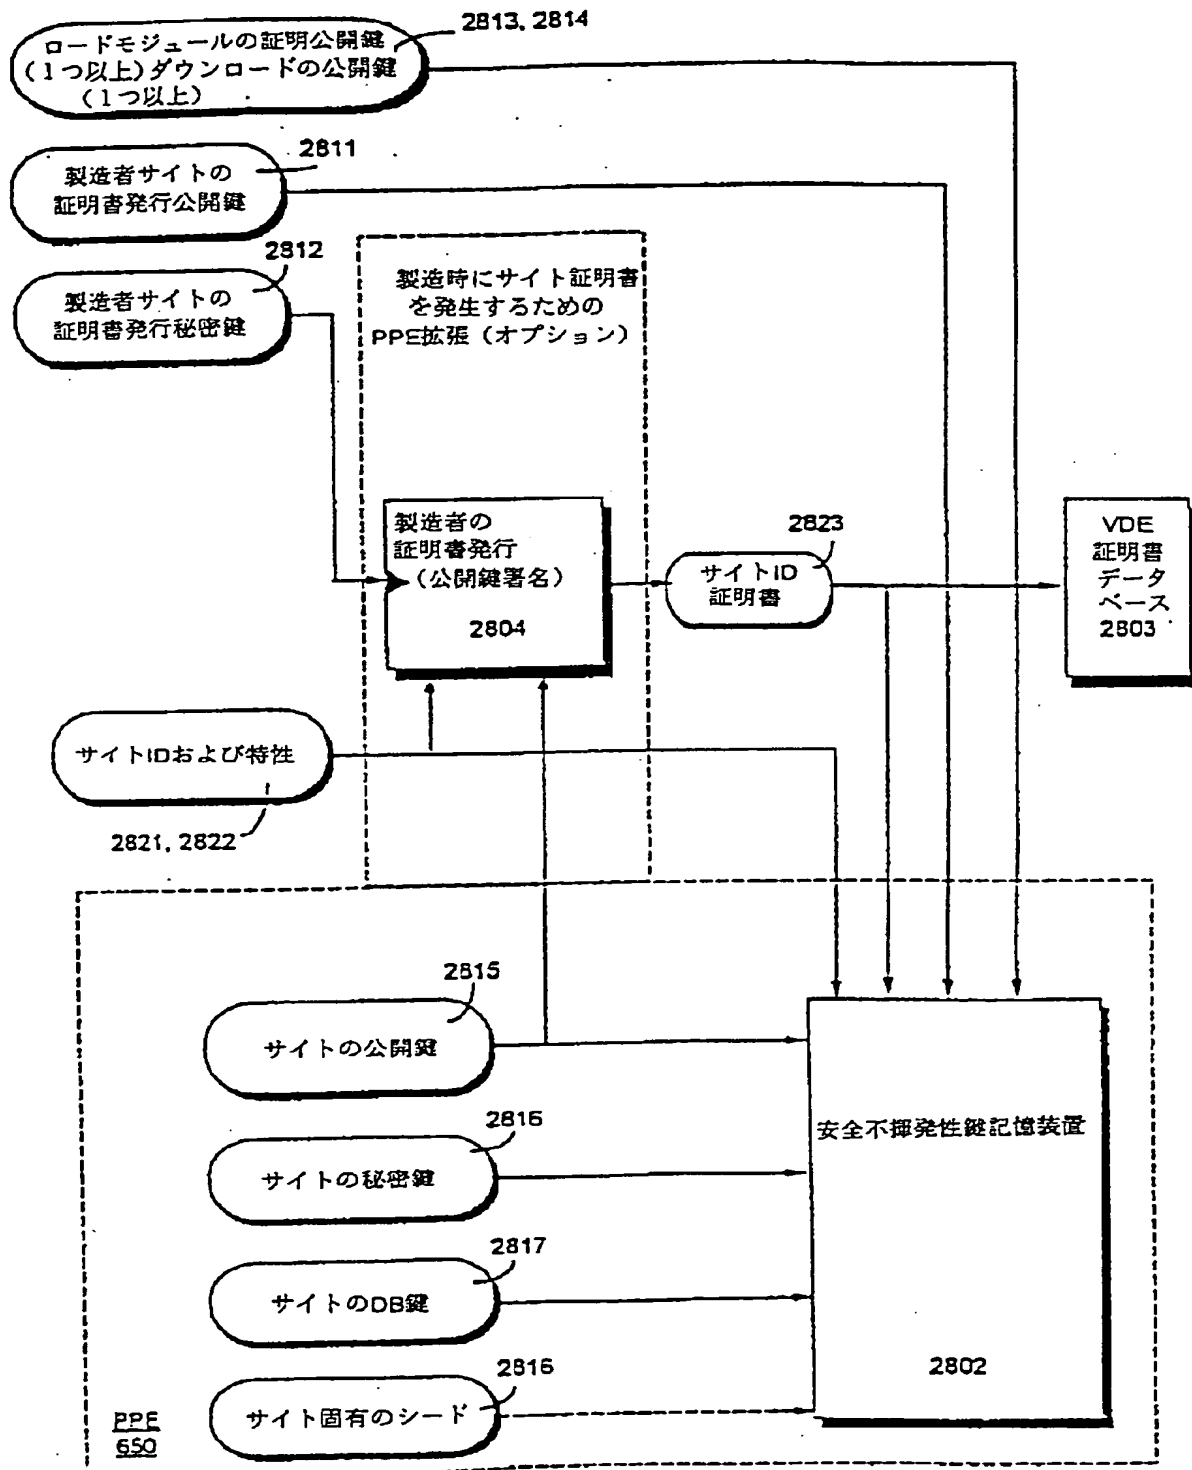 2813, 2814
ロードモジュールの証明公開鍵
(1つ以上)ダウンロードの公開鍵
(1つ以上)
2811
製造者サイトの
証明書発行公開鍵
2812
製造者サイトの
証明書発行秘密鍵
製造時にサイト証明書
を発生するための
PPE拡張(オプション)
製造者の
証明書発行
(公開鍵署名)
2804
2823
サイトID
証明書
VDE
証明書
データ
ベース
2803
サイトIDおよび特性
2821, 2822
2815
サイトの公開鍵
2816
サイトの秘密鍵
2817
サイトのDB鍵
2816
サイト固有のシード
安全不揮発性鍵記憶装置
2802
PPE
650